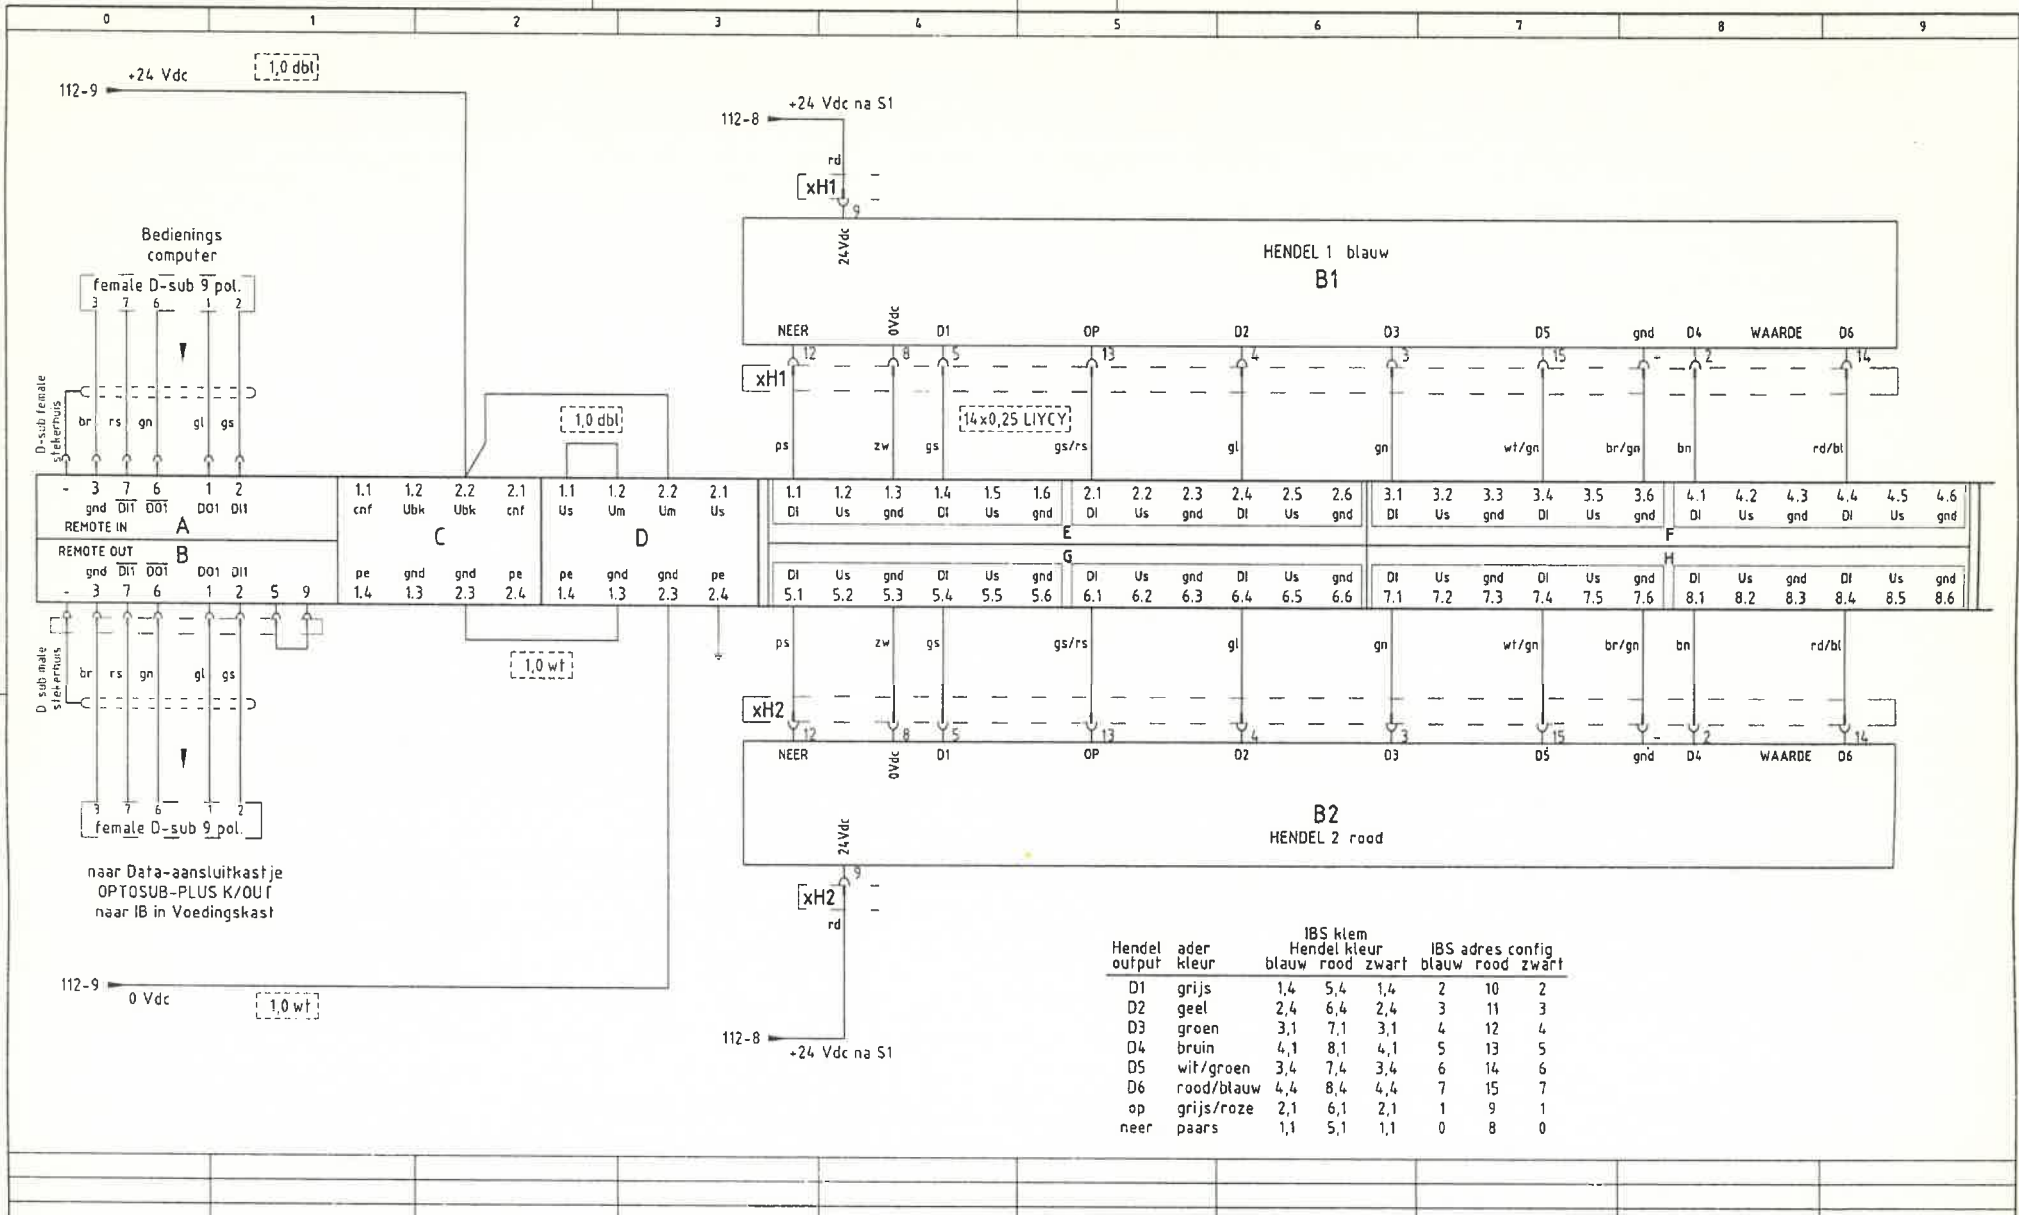 0 1 2 3 4 5 6 7 8 9
+24 Vdc
1,0 dbl
112-9
+24 Vdc na S1
112-8
rd
xH1
9
24Vdc
HENDEL 1 blauw
B1
Bedienings
computer
female D-sub 9 pol.
3 7 6 1 2
NEER 0Vdc D1 OP D2 D3 D5 gnd D4 WAARDE D6
12 8 5 13 4 3 15 - 2 14
xH1
D-sub female
stekerhuis
br rs gn gl gs
1,0 dbl
14x0,25 LIYCY
ps zw gs gs/rs gl gn wt/gn br/gn bn rd/bl
- 3 7 6 1 2
gnd DI1 DO1 DO1 DI1
REMOTE IN A
1.1 1.2 2.2 2.1
cnf Ubk Ubk cnf
C
1.1 1.2 2.2 2.1
Us Um Um Us
D
1.1 1.2 1.3 1.4 1.5 1.6 2.1 2.2 2.3 2.4 2.5 2.6 3.1 3.2 3.3 3.4 3.5 3.6 4.1 4.2 4.3 4.4 4.5 4.6
DI Us gnd DI Us gnd DI Us gnd DI Us gnd DI Us gnd DI Us gnd DI Us gnd DI Us gnd
E F
REMOTE OUT B
gnd DI1 DO1 DO1 DI1
- 3 7 6 1 2 5 9
pe gnd gnd pe
1.4 1.3 2.3 2.4
pe gnd gnd pe
1.4 1.3 2.3 2.4
G H
DI Us gnd DI Us gnd DI Us gnd DI Us gnd DI Us gnd DI Us gnd DI Us gnd DI Us gnd
5.1 5.2 5.3 5.4 5.5 5.6 6.1 6.2 6.3 6.4 6.5 6.6 7.1 7.2 7.3 7.4 7.5 7.6 8.1 8.2 8.3 8.4 8.5 8.6
D sub male
stekerhuis
br rs gn gl gs
1,0 wt
ps zw gs gs/rs gl gn wt/gn br/gn bn rd/bl
xH2
12 8 5 13 4 3 15 - 2 14
NEER 0Vdc D1 OP D2 D3 D5 gnd D4 WAARDE D6
3 7 6 1 2
female D-sub 9 pol.
B2
HENDEL 2 rood
24Vdc
9
xH2
rd
naar Data-aansluitkastje
OPTOSUB-PLUS K/OUT
naar IB in Voedingskast
112-9
0 Vdc
1,0 wt
112-8
+24 Vdc na S1
IBS klem
Hendel ader Hendel kleur IBS adres config
output kleur blauw rood zwart blauw rood zwart
D1 grijs 1,4 5,4 1,4 2 10 2
D2 geel 2,4 6,4 2,4 3 11 3
D3 groen 3,1 7,1 3,1 4 12 4
D4 bruin 4,1 8,1 4,1 5 13 5
D5 wit/groen 3,4 7,4 3,4 6 14 6
D6 rood/blauw 4,4 8,4 4,4 7 15 7
op grijs/roze 2,1 6,1 2,1 1 9 1
neer paars 1,1 5,1 1,1 0 8 0